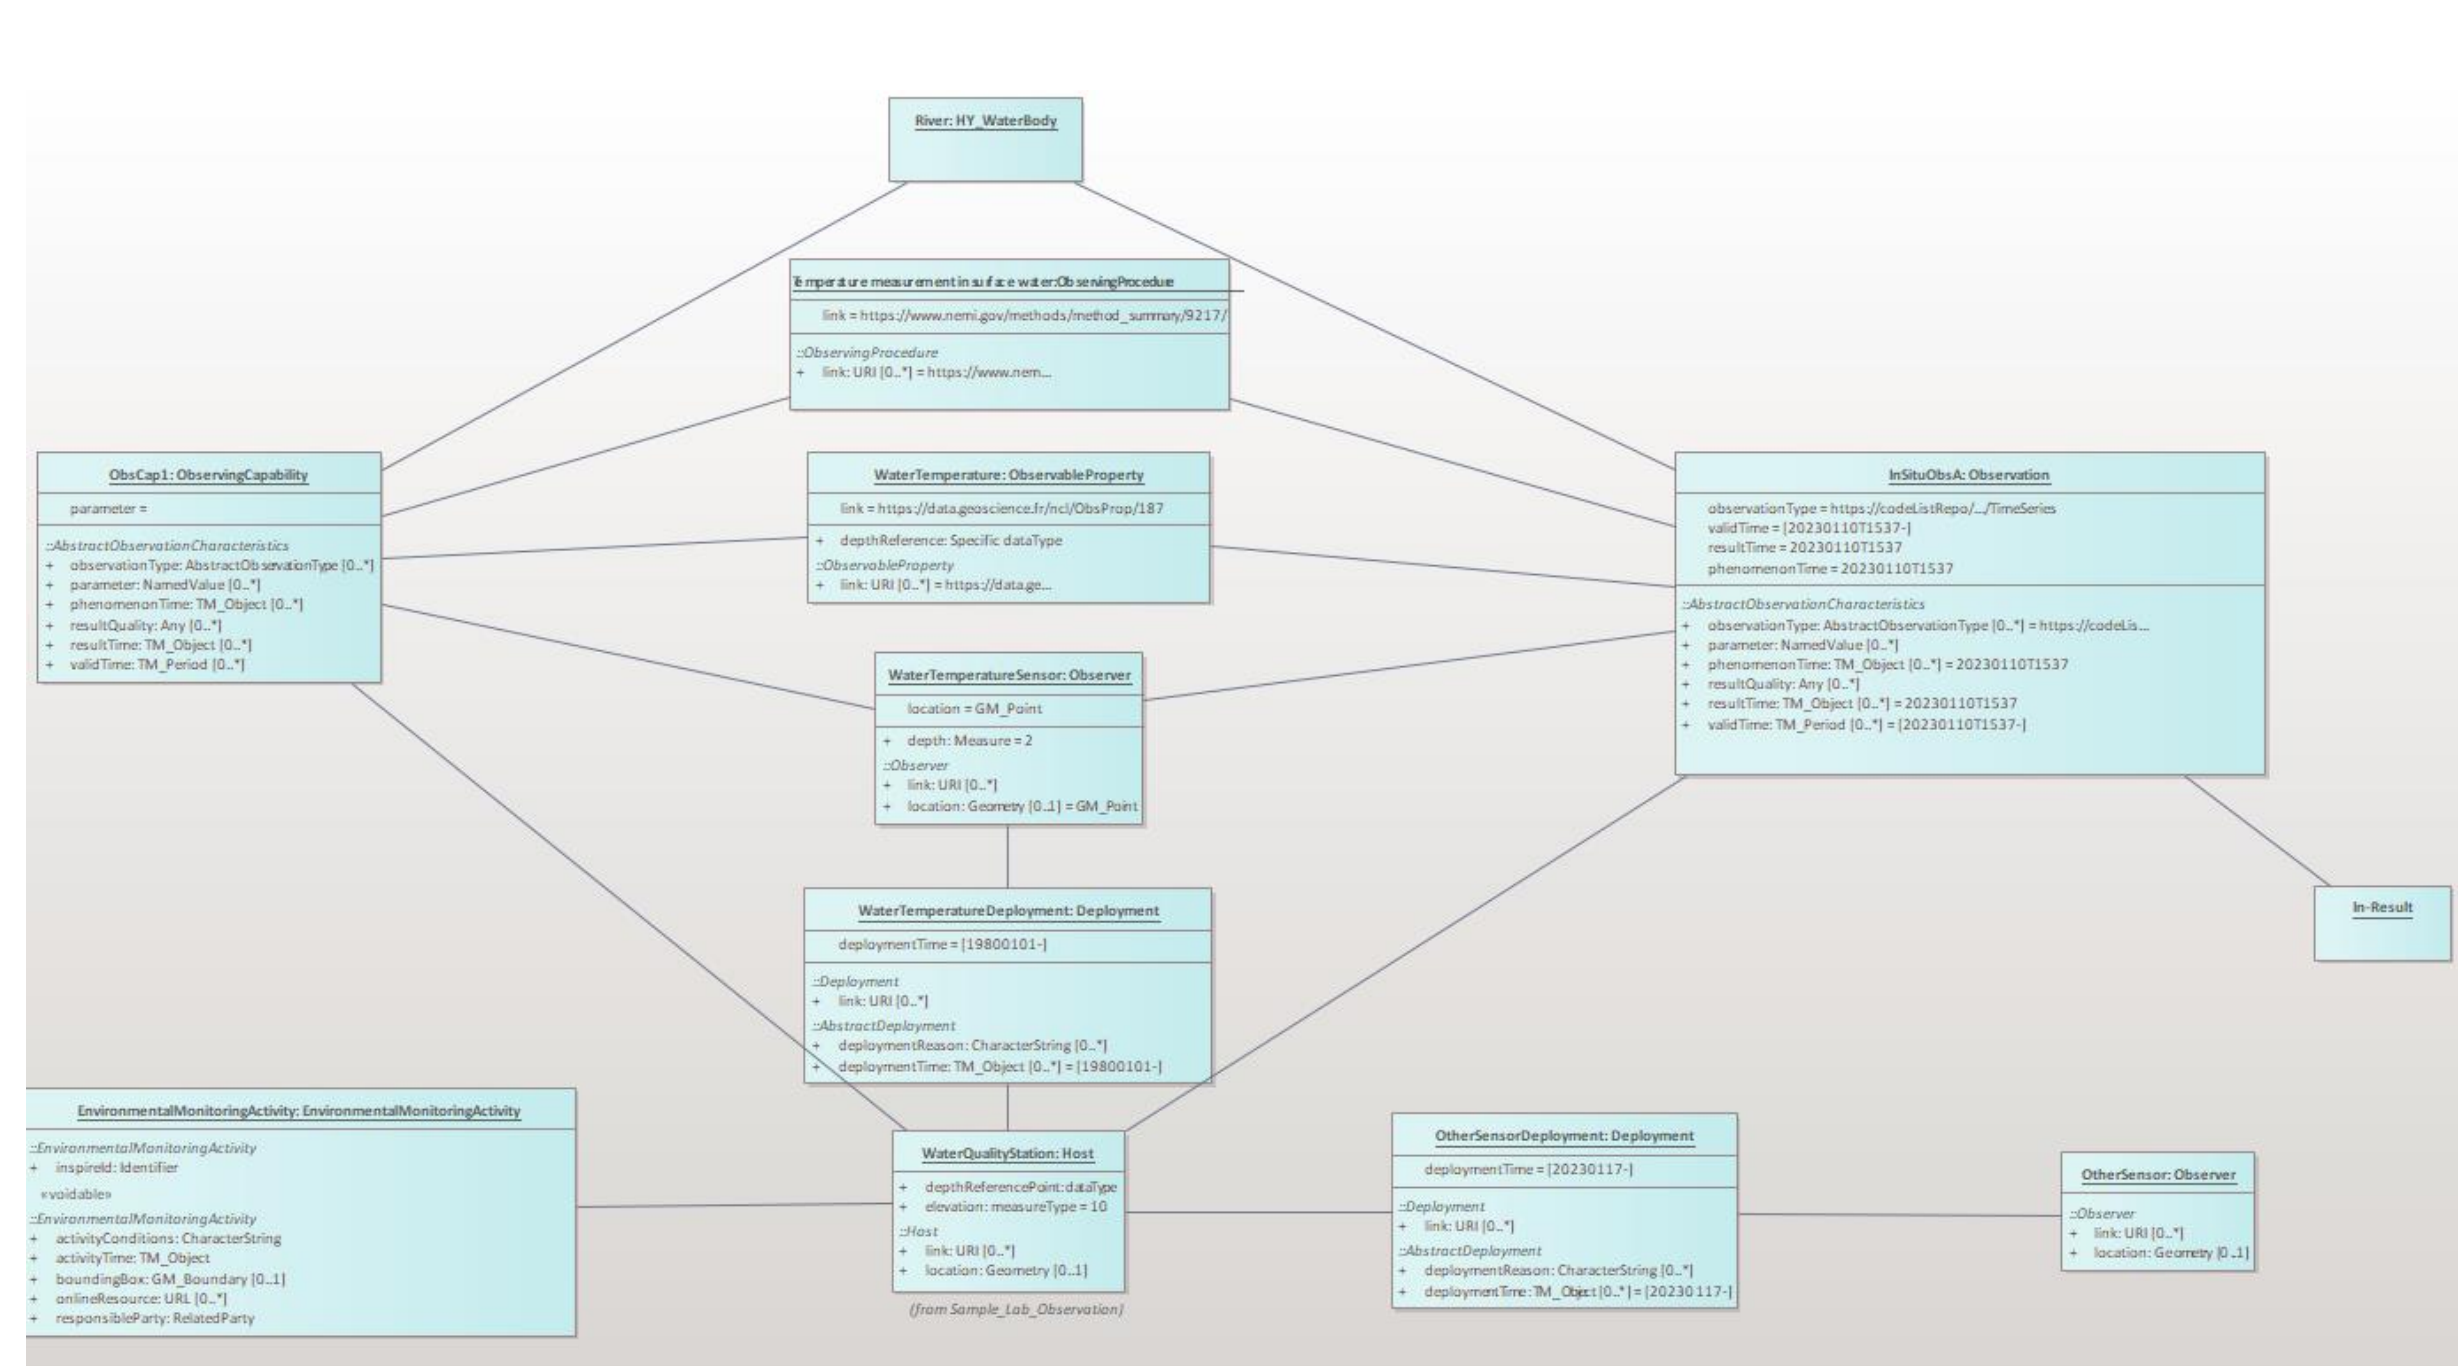 River: HY_WaterBody
Temperature measurement in surface water:ObservingProcedure
link = https://www.nemi.gov/methods/method_summary/9217/
::ObservingProcedure
+ link: URI [0..*] = https://www.nem...
ObsCap1: ObservingCapability
parameter =
::AbstractObservationCharacteristics
+ observationType: AbstractObservationType [0..*]
+ parameter: NamedValue [0..*]
+ phenomenonTime: TM_Object [0..*]
+ resultQuality: Any [0..*]
+ resultTime: TM_Object [0..*]
+ validTime: TM_Period [0..*]
WaterTemperature: ObservableProperty
link = https://data.geoscience.fr/ncl/ObsProp/187
+ depthReference: Specific dataType
::ObservableProperty
+ link: URI [0..*] = https://data.ge...
InSituObsA: Observation
observationType = https://codeListRepo/.../TimeSeries
validTime = [20230110T1537-]
resultTime = 20230110T1537
phenomenonTime = 20230110T1537
::AbstractObservationCharacteristics
+ observationType: AbstractObservationType [0..*] = https://codeLis...
+ parameter: NamedValue [0..*]
+ phenomenonTime: TM_Object [0..*] = 20230110T1537
+ resultQuality: Any [0..*]
+ resultTime: TM_Object [0..*] = 20230110T1537
+ validTime: TM_Period [0..*] = [20230110T1537-]
WaterTemperatureSensor: Observer
location = GM_Point
+ depth: Measure = 2
::Observer
+ link: URI [0..*]
+ location: Geometry [0..1] = GM_Point
WaterTemperatureDeployment: Deployment
deploymentTime = [19800101-]
::Deployment
+ link: URI [0..*]
::AbstractDeployment
+ deploymentReason: CharacterString [0..*]
+ deploymentTime: TM_Object [0..*] = [19800101-]
In-Result
EnvironmentalMonitoringActivity: EnvironmentalMonitoringActivity
::EnvironmentalMonitoringActivity
+ inspireId: Identifier
«voidable»
::EnvironmentalMonitoringActivity
+ activityConditions: CharacterString
+ activityTime: TM_Object
+ boundingBox: GM_Boundary [0..1]
+ onlineResource: URL [0..*]
+ responsibleParty: RelatedParty
WaterQualityStation: Host
+ depthReferencePoint: dataType
+ elevation: measureType = 10
::Host
+ link: URI [0..*]
+ location: Geometry [0..1]
(from Sample_Lab_Observation)
OtherSensorDeployment: Deployment
deploymentTime = [20230117-]
::Deployment
+ link: URI [0..*]
::AbstractDeployment
+ deploymentReason: CharacterString [0..*]
+ deploymentTime: TM_Object [0..*] = [20230117-]
OtherSensor: Observer
::Observer
+ link: URI [0..*]
+ location: Geometry [0..1]